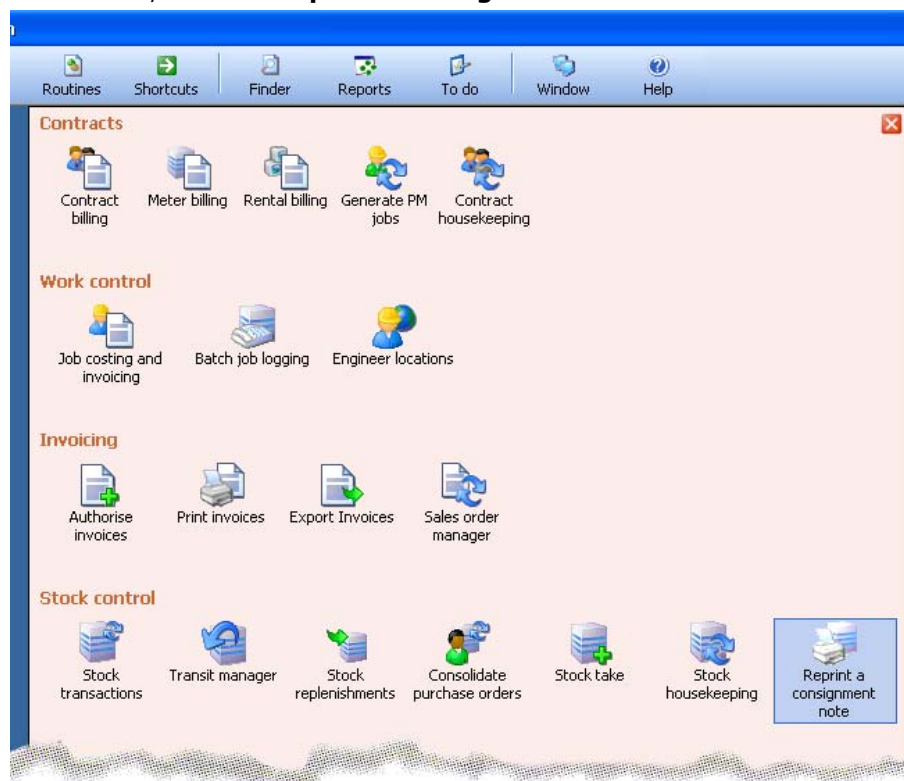 Routines Shortcuts Finder Reports To do Window Help
Contracts
Contract billing
Meter billing
Rental billing
Generate PM jobs
Contract housekeeping
Work control
Job costing and invoicing
Batch job logging
Engineer locations
Invoicing
Authorise invoices
Print invoices
Export Invoices
Sales order manager
Stock control
Stock transactions
Transit manager
Stock replenishments
Consolidate purchase orders
Stock take
Stock housekeeping
Reprint a consignment note